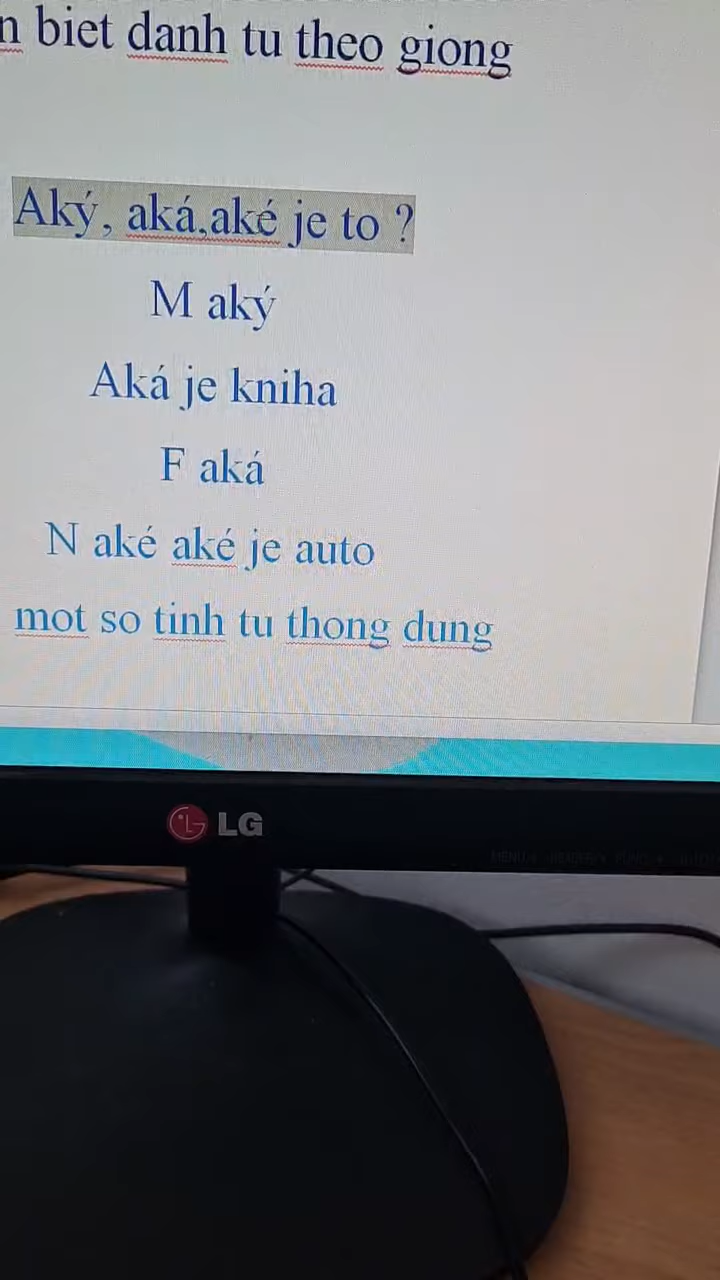 n biet danh tu theo giong
Aký, aká,aké je to ?
M aký
Aká je kniha
F aká
N aké aké je auto
mot so tinh tu thong dung
LG
MENU